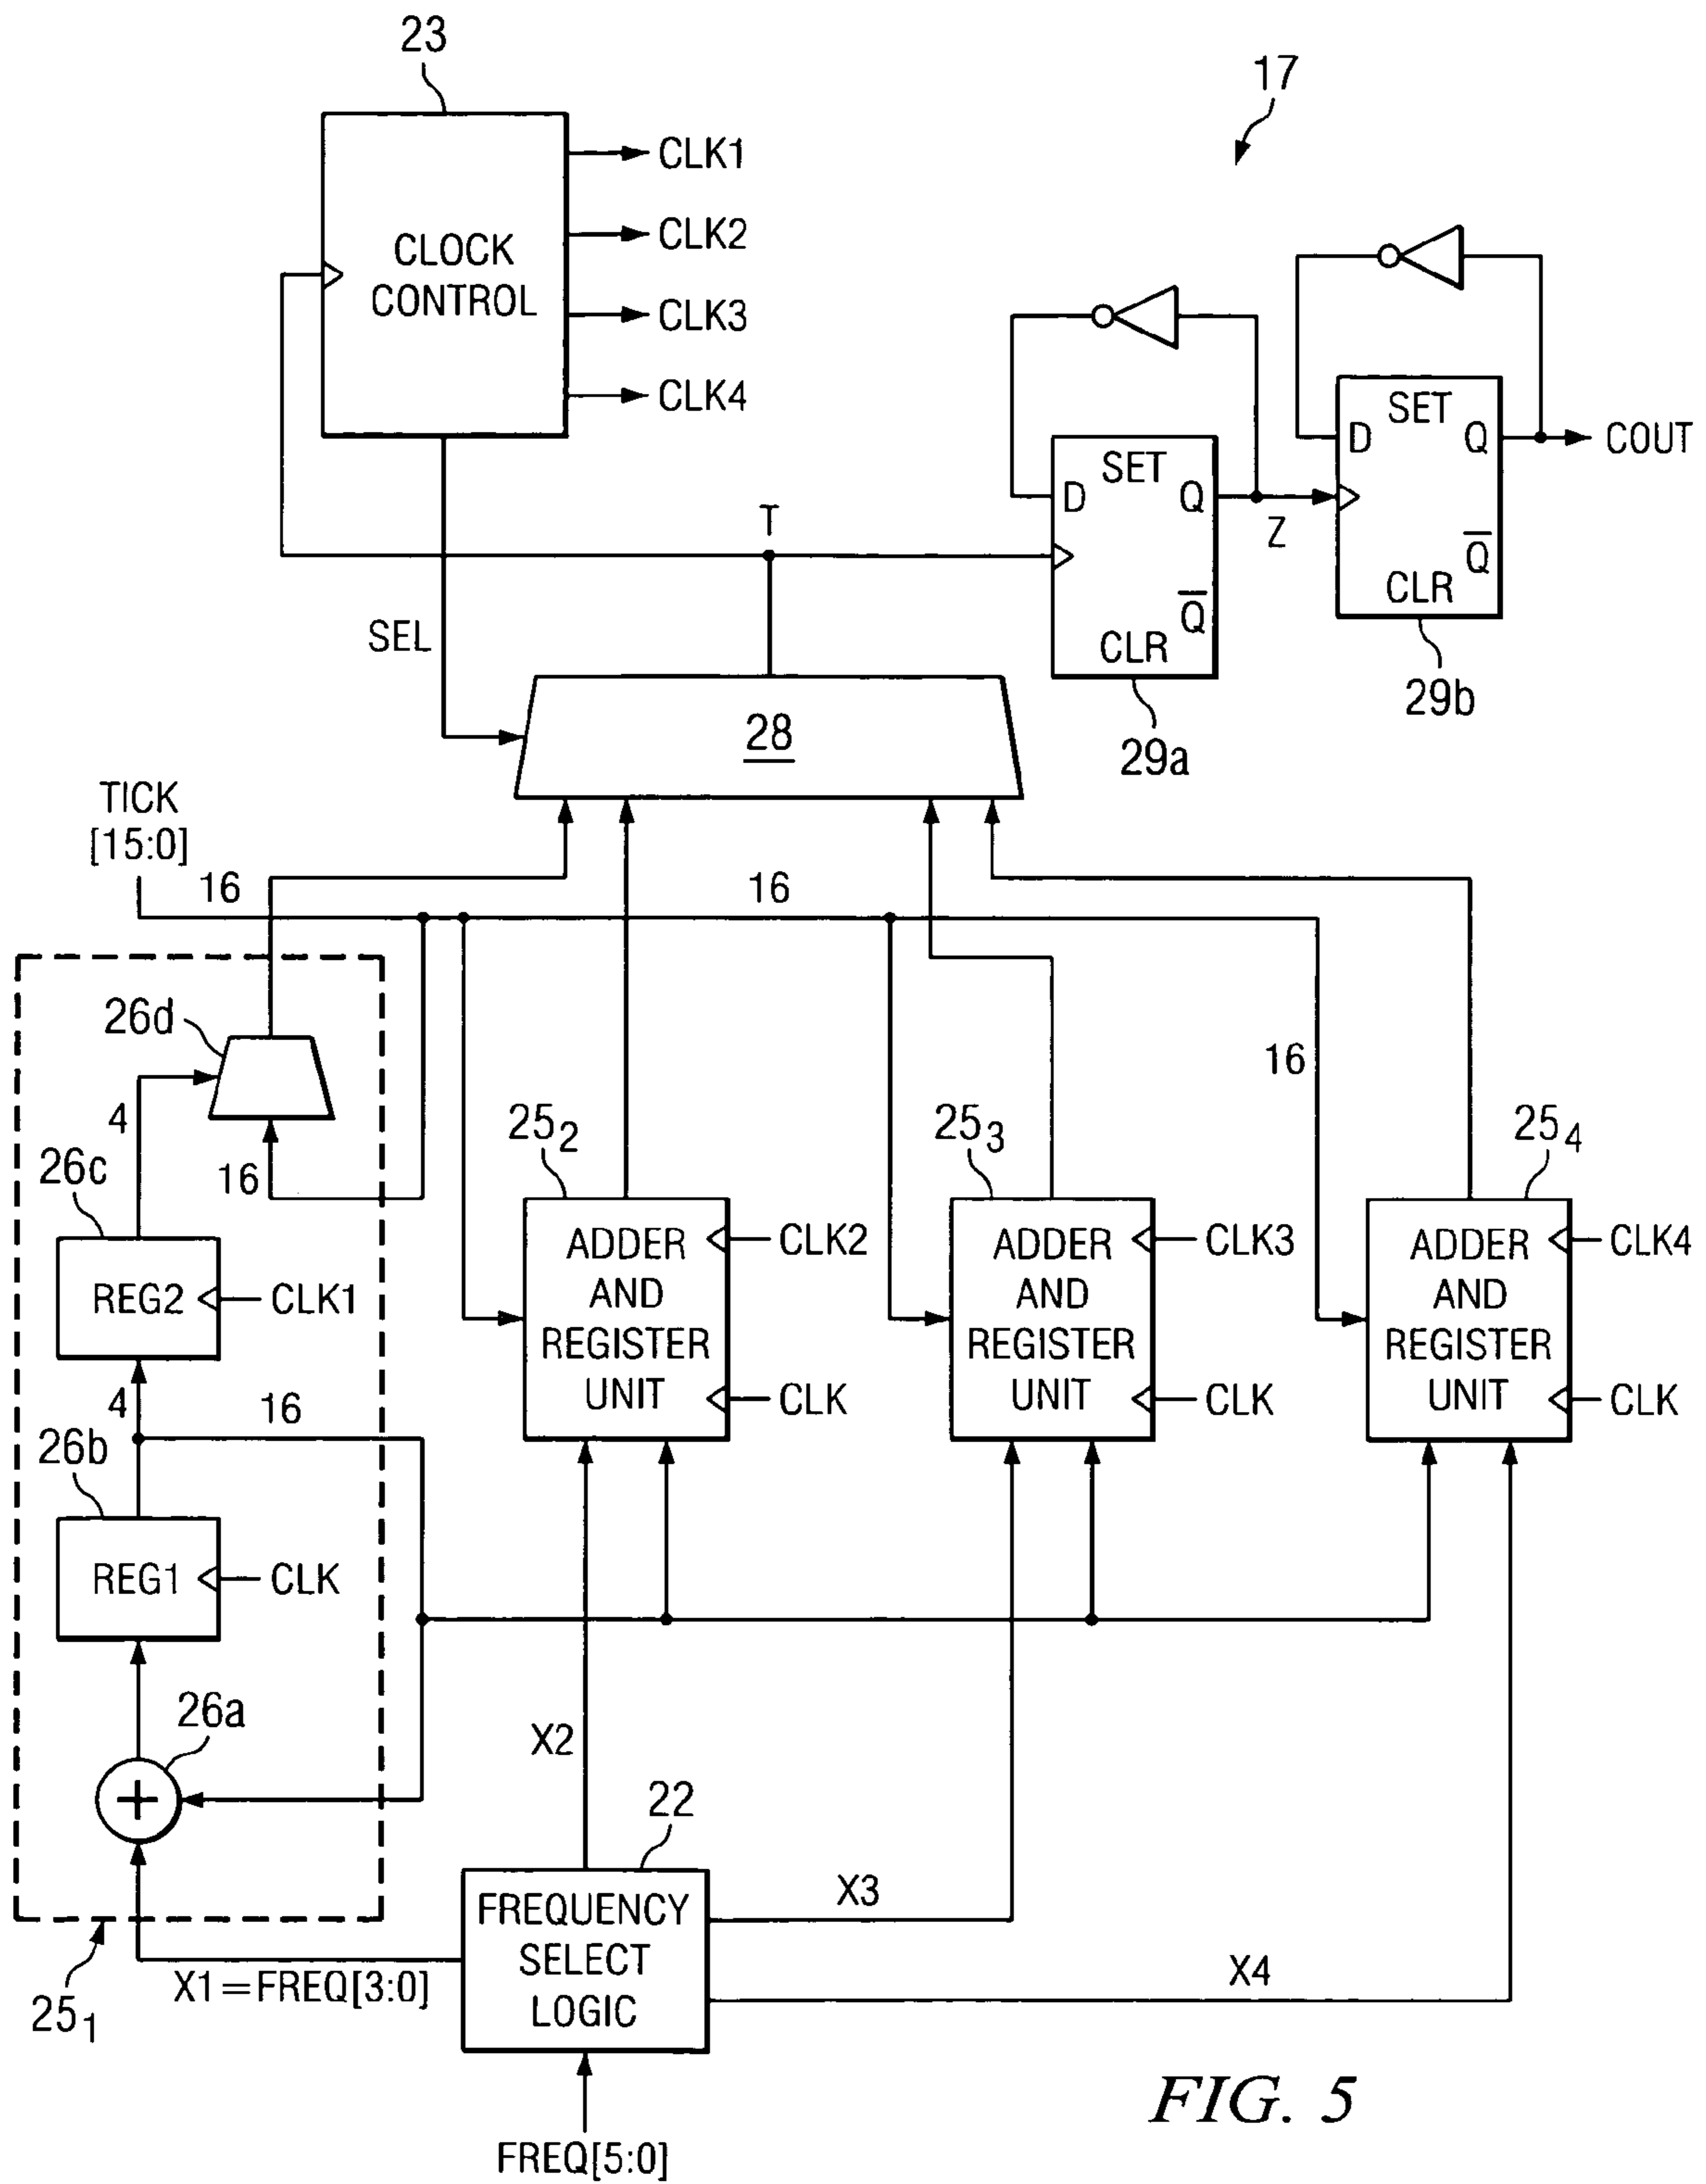 23
17
CLK1
CLOCK
CONTROL
CLK2
CLK3
CLK4
SET
D
Q
COUT
Q
CLR
29b
SET
D
Q
Z
Q
CLR
29a
T
SEL
28
TICK
[15:0]
16
16
26d
4
16
26c
REG2
CLK1
4
16
26b
REG1
CLK
26a
25₁
25₂
ADDER
AND
REGISTER
UNIT
CLK2
CLK
25₃
ADDER
AND
REGISTER
UNIT
CLK3
CLK
16
25₄
ADDER
AND
REGISTER
UNIT
CLK4
CLK
X2
22
FREQUENCY
SELECT
LOGIC
X3
X4
X1=FREQ[3:0]
FREQ[5:0]
FIG. 5